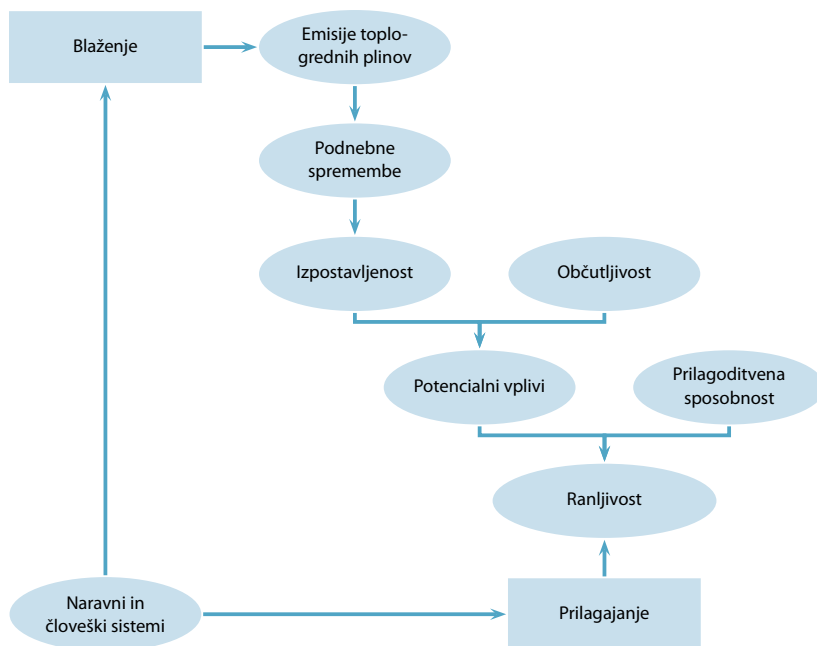 Blaženje
Emisije toplo-
grednih plinov
Podnebne
spremembe
Izpostavljenost
Občutljivost
Potencialni vplivi
Prilagoditvena
sposobnost
Ranljivost
Naravni in
človeški sistemi
Prilagajanje